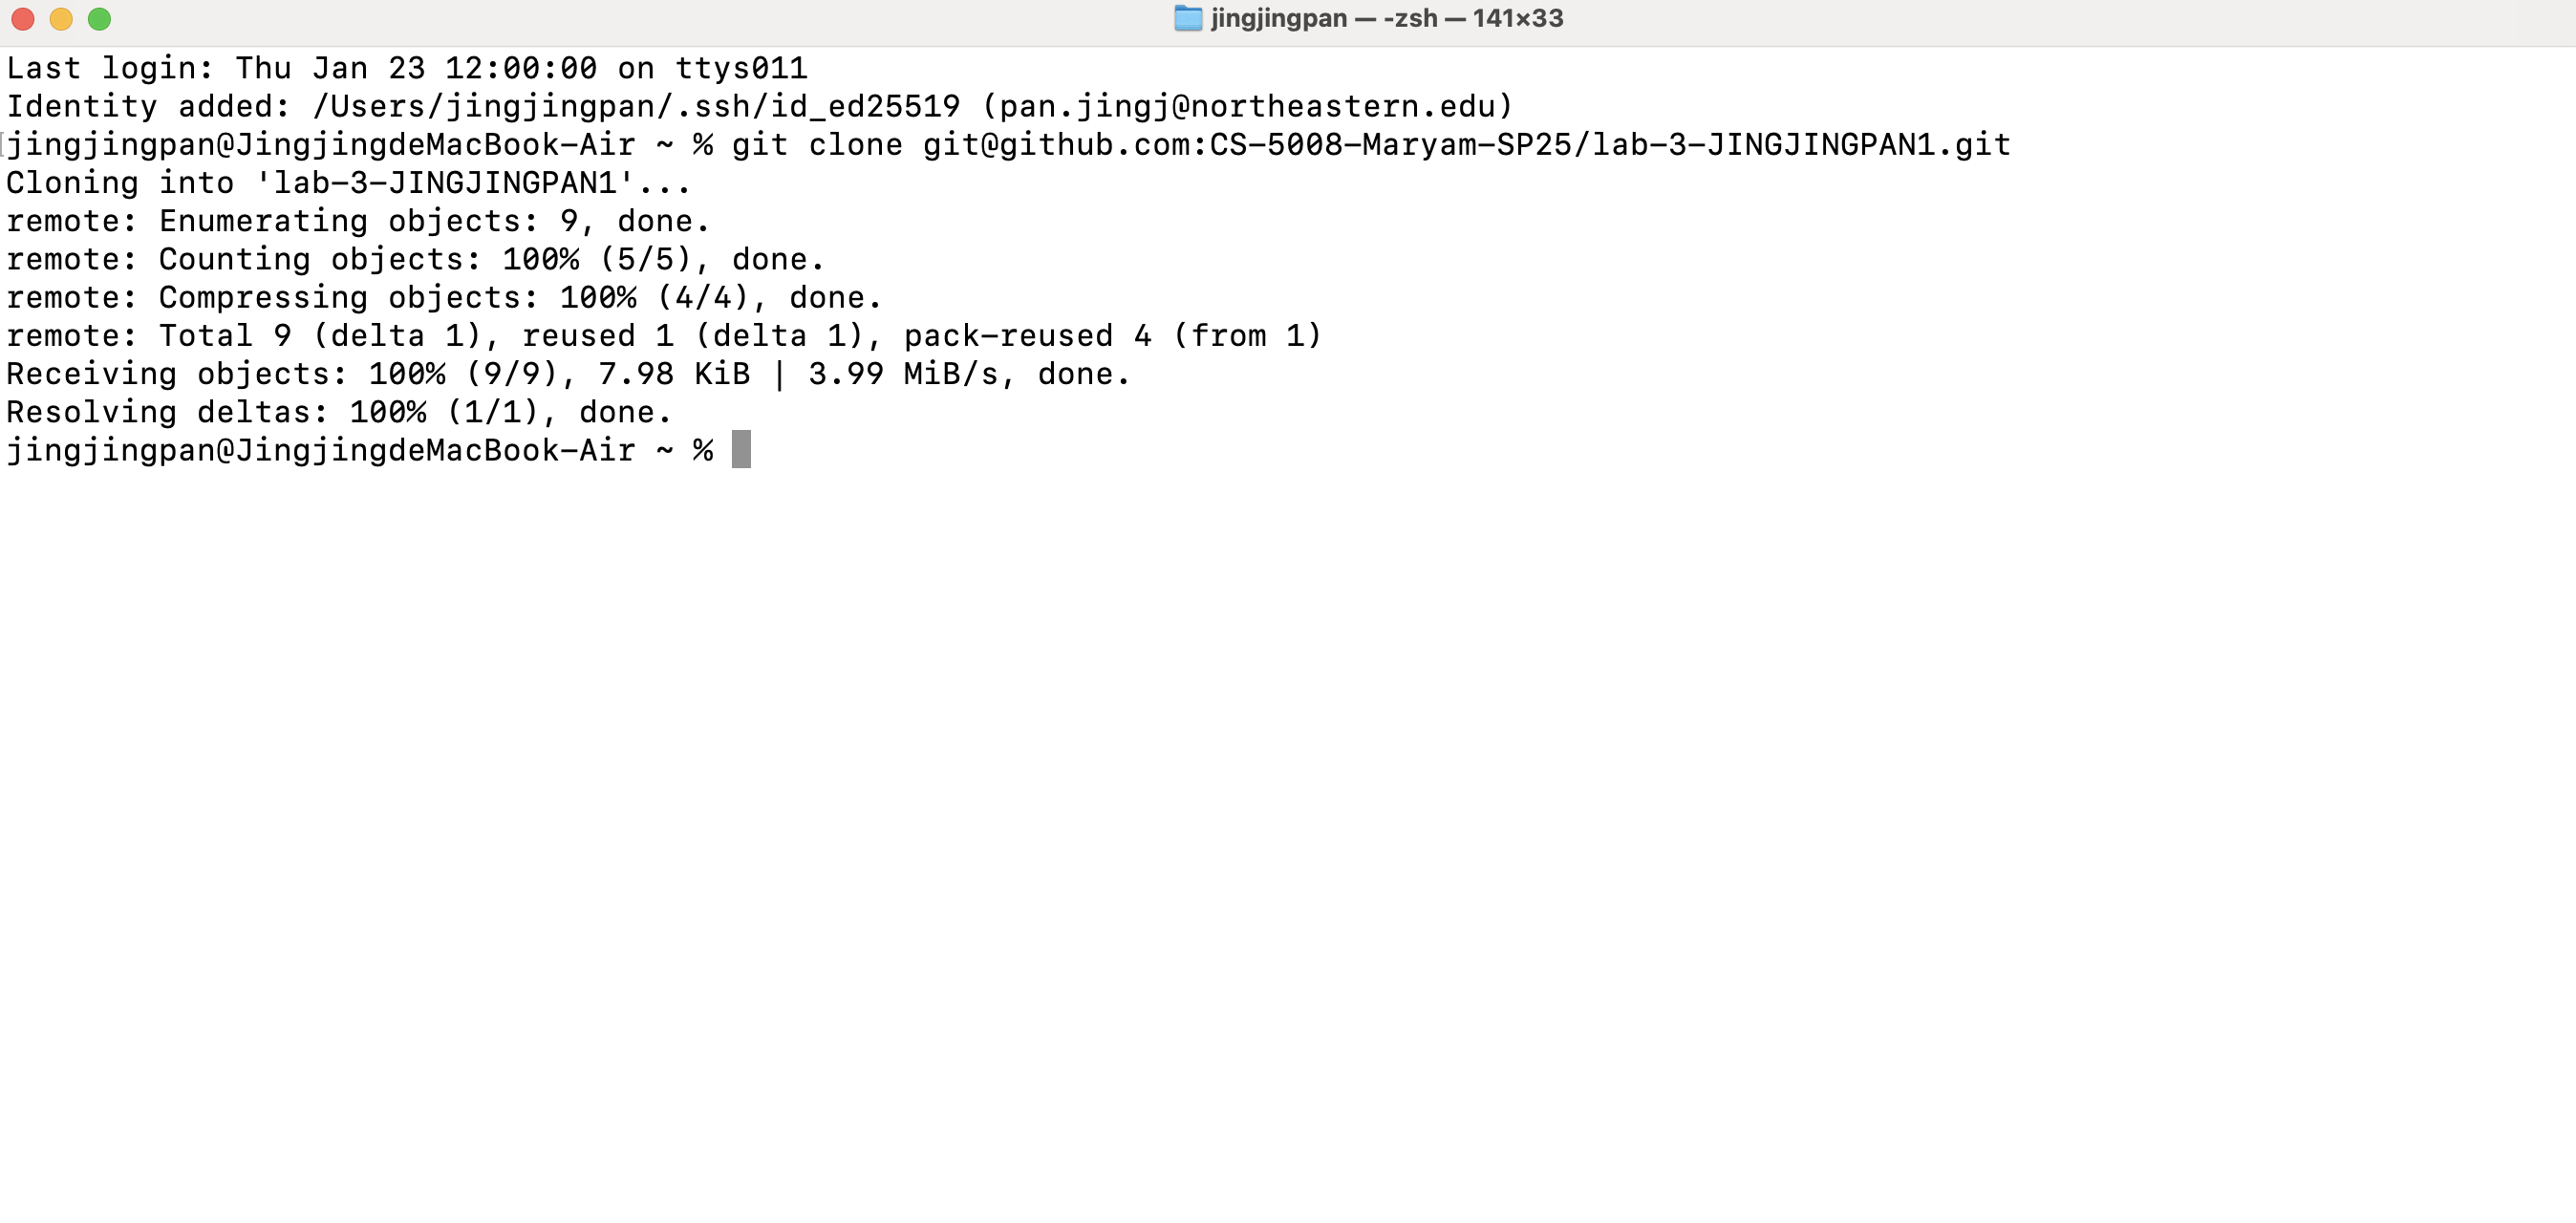 jingjingpan — -zsh — 141×33
Last login: Thu Jan 23 12:00:00 on ttys011
Identity added: /Users/jingjingpan/.ssh/id_ed25519 (pan.jingj@northeastern.edu)
jingjingpan@JingjingdeMacBook-Air ~ % git clone git@github.com:CS-5008-Maryam-SP25/lab-3-JINGJINGPAN1.git
Cloning into 'lab-3-JINGJINGPAN1'...
remote: Enumerating objects: 9, done.
remote: Counting objects: 100% (5/5), done.
remote: Compressing objects: 100% (4/4), done.
remote: Total 9 (delta 1), reused 1 (delta 1), pack-reused 4 (from 1)
Receiving objects: 100% (9/9), 7.98 KiB | 3.99 MiB/s, done.
Resolving deltas: 100% (1/1), done.
jingjingpan@JingjingdeMacBook-Air ~ %